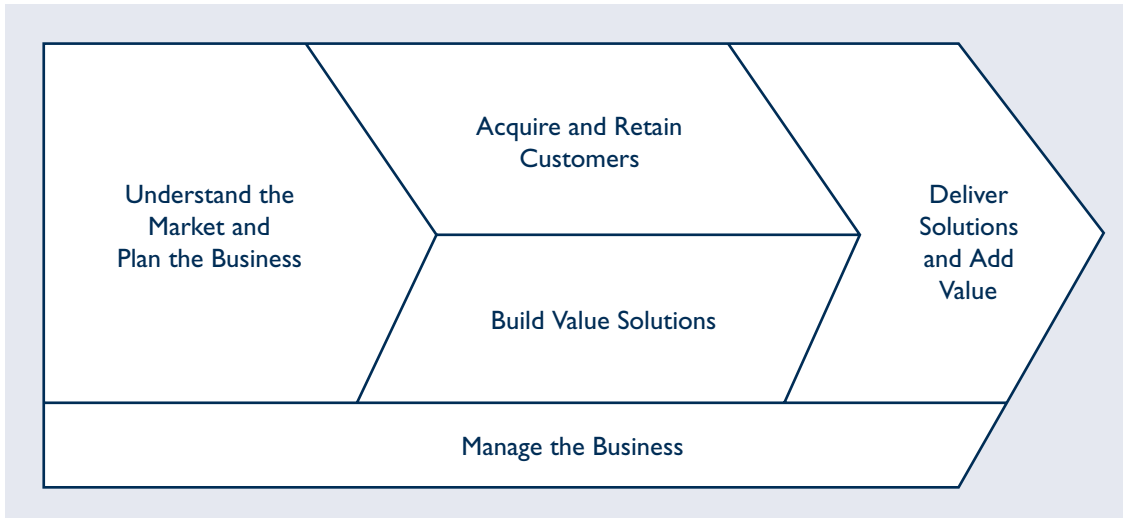 Understand the
Market and
Plan the Business
Acquire and Retain
Customers
Build Value Solutions
Deliver
Solutions
and Add
Value
Manage the Business